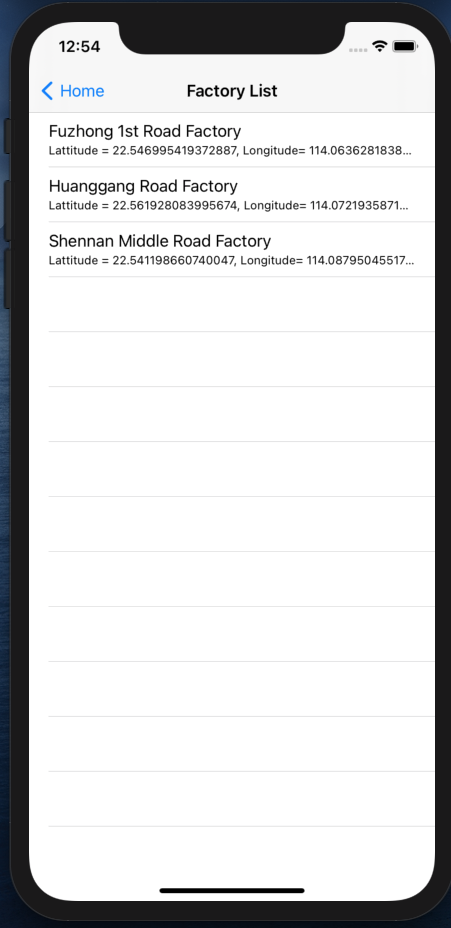 12:54
Home
Factory List
Fuzhong 1st Road Factory
Lattitude = 22.546995419372887, Longitude= 114.0636281838...
Huanggang Road Factory
Lattitude = 22.561928083995674, Longitude= 114.0721935871...
Shennan Middle Road Factory
Lattitude = 22.541198660740047, Longitude= 114.08795045517...